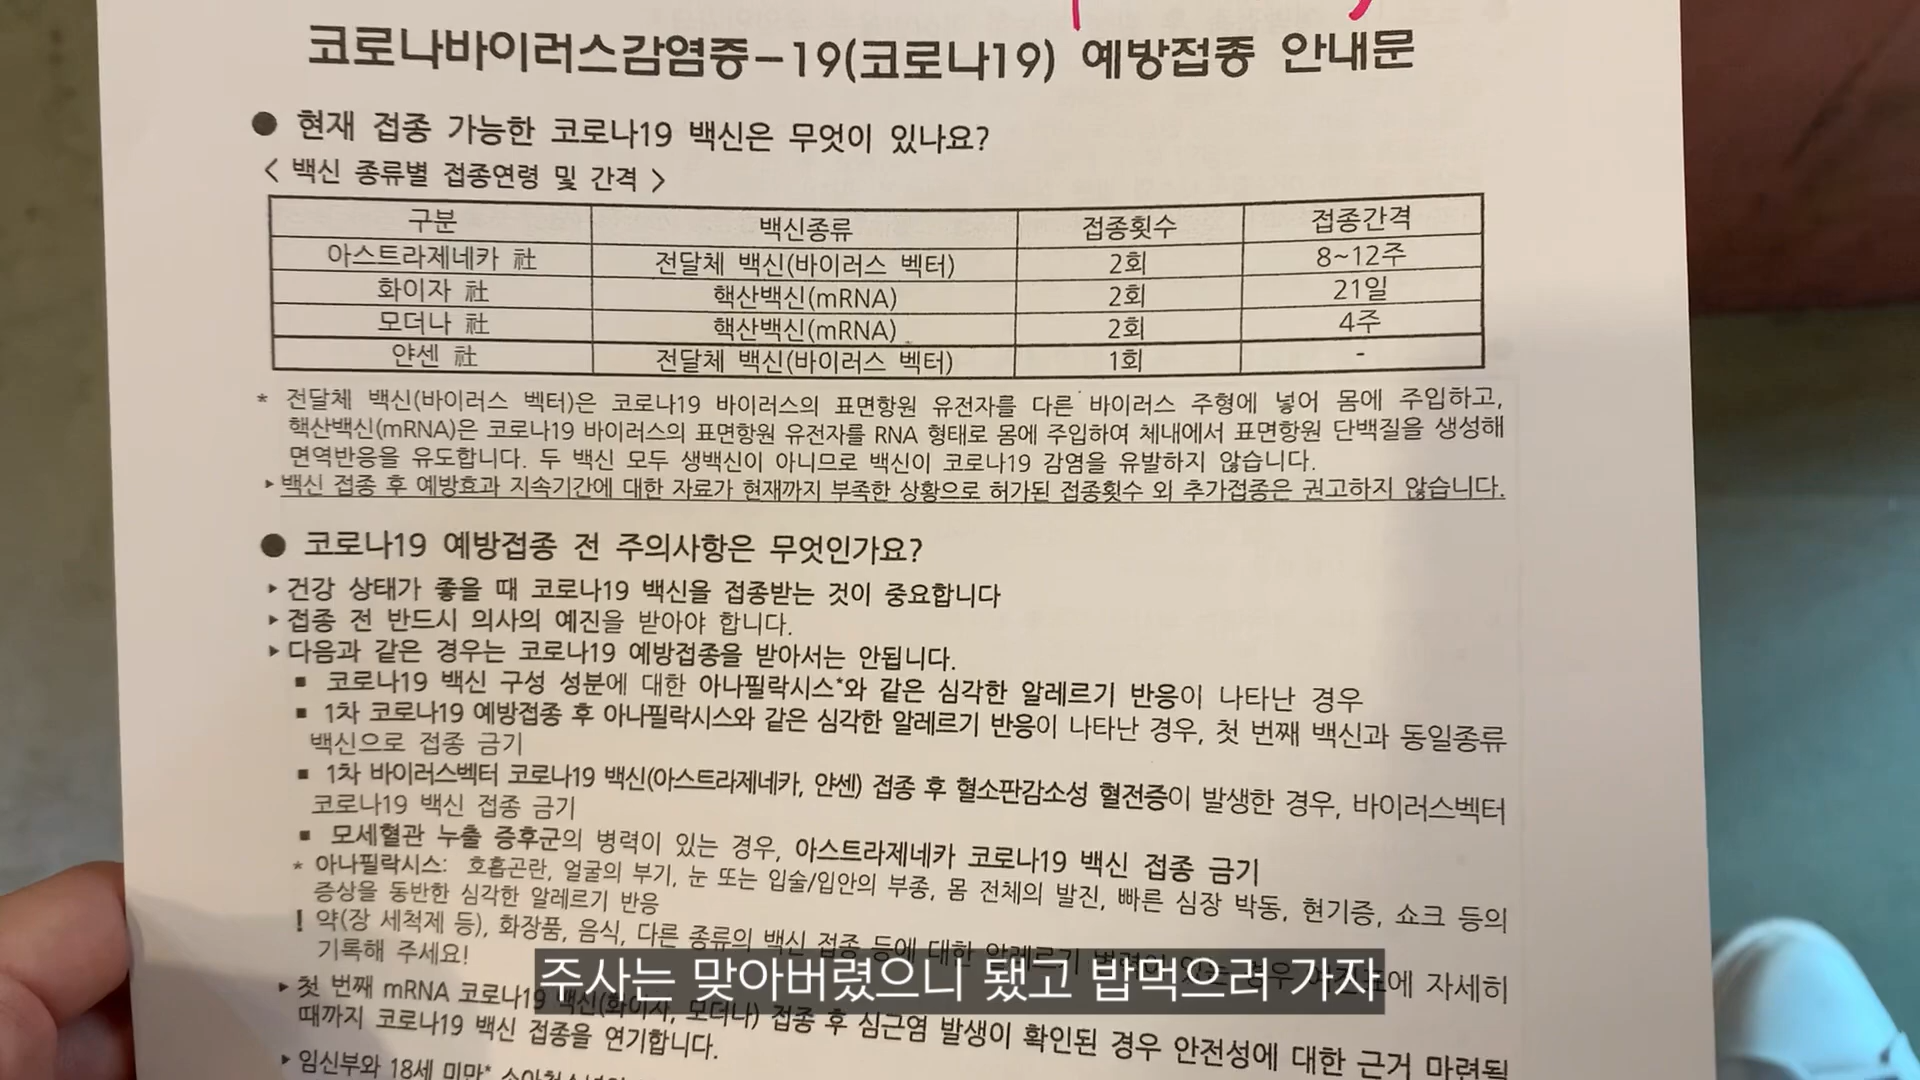 코로나바이러스감염증-19(코로나19) 예방접종 안내문
● 현재 접종 가능한 코로나19 백신은 무엇이 있나요?
< 백신 종류별 접종연령 및 간격 >
구분 백신종류 접종횟수 접종간격
아스트라제네카 社 전달체 백신(바이러스 벡터) 2회 8~12주
화이자 社 핵산백신(mRNA) 2회 21일
모더나 社 핵산백신(mRNA) 2회 4주
얀센 社 전달체 백신(바이러스 벡터) 1회 -
* 전달체 백신(바이러스 벡터)은 코로나19 바이러스의 표면항원 유전자를 다른 바이러스 주형에 넣어 몸에 주입하고,
핵산백신(mRNA)은 코로나19 바이러스의 표면항원 유전자를 RNA 형태로 몸에 주입하여 체내에서 표면항원 단백질을 생성해
면역반응을 유도합니다. 두 백신 모두 생백신이 아니므로 백신이 코로나19 감염을 유발하지 않습니다.
▸ 백신 접종 후 예방효과 지속기간에 대한 자료가 현재까지 부족한 상황으로 허가된 접종횟수 외 추가접종은 권고하지 않습니다.
● 코로나19 예방접종 전 주의사항은 무엇인가요?
▸ 건강 상태가 좋을 때 코로나19 백신을 접종받는 것이 중요합니다
▸ 접종 전 반드시 의사의 예진을 받아야 합니다.
▸ 다음과 같은 경우는 코로나19 예방접종을 받아서는 안됩니다.
▪ 코로나19 백신 구성 성분에 대한 아나필락시스*와 같은 심각한 알레르기 반응이 나타난 경우
▪ 1차 코로나19 예방접종 후 아나필락시스와 같은 심각한 알레르기 반응이 나타난 경우, 첫 번째 백신과 동일종류
백신으로 접종 금기
▪ 1차 바이러스벡터 코로나19 백신(아스트라제네카, 얀센) 접종 후 혈소판감소성 혈전증이 발생한 경우, 바이러스벡터
코로나19 백신 접종 금기
▪ 모세혈관 누출 증후군의 병력이 있는 경우, 아스트라제네카 코로나19 백신 접종 금기
* 아나필락시스: 호흡곤란, 얼굴의 부기, 눈 또는 입술/입안의 부종, 몸 전체의 발진, 빠른 심장 박동, 현기증, 쇼크 등의
증상을 동반한 심각한 알레르기 반응
! 약(장 세척제 등), 화장품, 음식, 다른 종류의 백신 접종 등에 대한 알레르기 에 자세히
기록해 주세요!
주사는 맞아버렸으니 됐고 밥먹으러 가자
▸ 첫 번째 mRNA 코로나19 백신(화이자, 모더나) 접종 후 심근염 발생이 확인된 경우 안전성에 대한 근거 마련될
때까지 코로나19 백신 접종을 연기합니다.
▸ 임신부와 18세 미만*